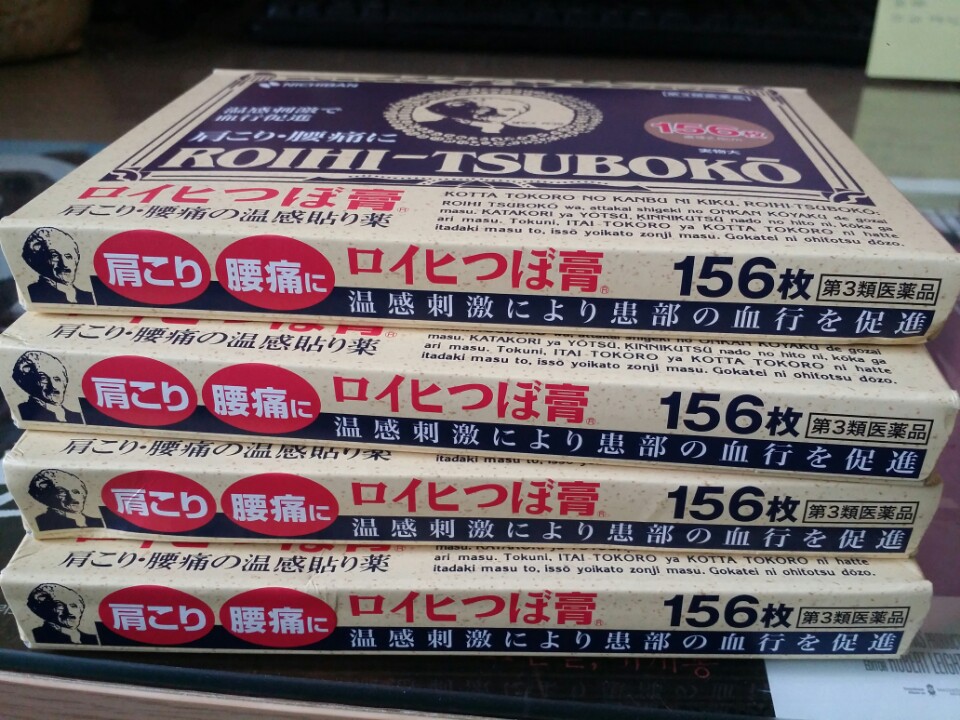 NICHIBAN
温感刺激で
血行促進
肩こり・腰痛に
第3類医薬品
156枚
実物大
ROIHI-TSUBOKŌ
ロイヒつぼ膏®
肩こり・腰痛の温感貼り薬
KOTTA TOKORO NO KANBU NI KIKU, ROIHI-TSUBOKO:
ROIHI TSUBOKŌ wa, attakai shigeki no ONKAN KŌYAKU de gozai
masu. KATAKORI ya YŌTSŪ, KINNIKUTSŪ nado no hito ni, kōka ga
ari masu. Tokuni, ITAI TOKORO ya KOTTA TOKORO ni hatte
itadaki masu to, issō yoikato zonji masu. Gokatei ni ohitotsu dōzo.
肩こり 腰痛に ロイヒつぼ膏® 156枚 第3類医薬品
温感刺激により患部の血行を促進
肩こり・腰痛の温感貼り薬
masu. KATAKORI ya YŌTSŪ, KINNIKUTSŪ nado no hito ni, kōka ga
ari masu. Tokuni, ITAI TOKORO ya KOTTA TOKORO ni hatte
itadaki masu to, issō yoikato zonji masu. Gokatei ni ohitotsu dōzo.
肩こり 腰痛に ロイヒつぼ膏® 156枚 第3類医薬品
温感刺激により患部の血行を促進
肩こり・腰痛の温感貼り薬
肩こり 腰痛に ロイヒつぼ膏® 156枚 第3類医薬品
温感刺激により患部の血行を促進
肩こり・腰痛の温感貼り薬
ari masu. Tokuni, ITAI TOKORO ya KOTTA TOKORO ni hatte
itadaki masu to, issō yoikato zonji masu. Gokatei ni ohitotsu dōzo.
肩こり 腰痛に ロイヒつぼ膏® 156枚 第3類医薬品
温感刺激により患部の血行を促進
EDITOR ROBERT LEIGH